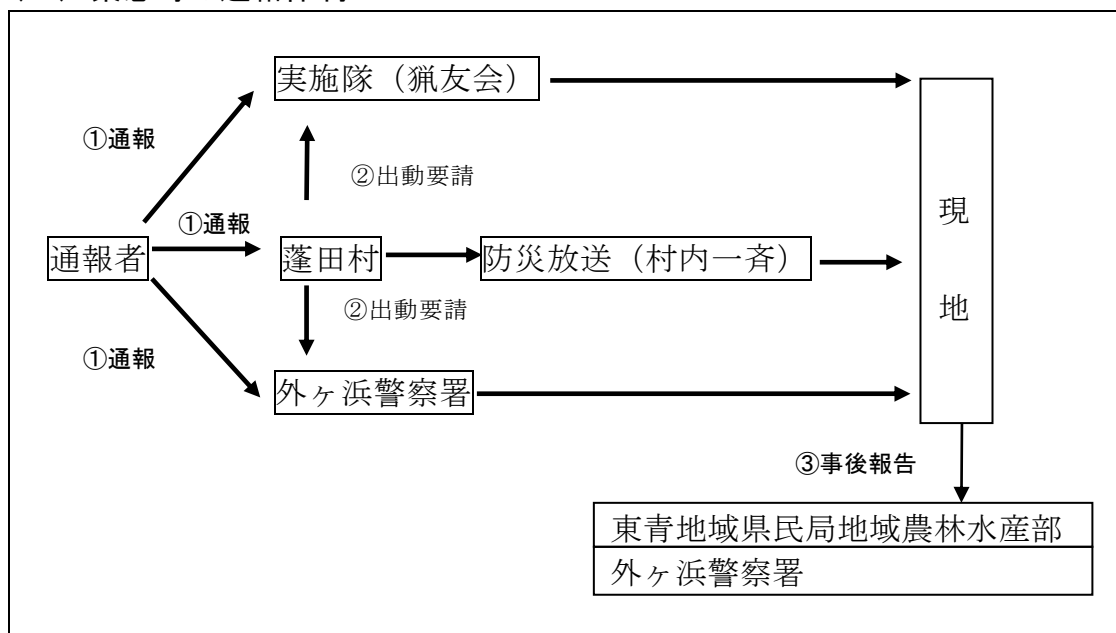 実施隊（猟友会）
①通報
②出動要請
①通報
現地
通報者
蓬田村
防災放送（村内一斉）
②出動要請
①通報
外ヶ浜警察署
③事後報告
東青地域県民局地域農林水産部
外ヶ浜警察署